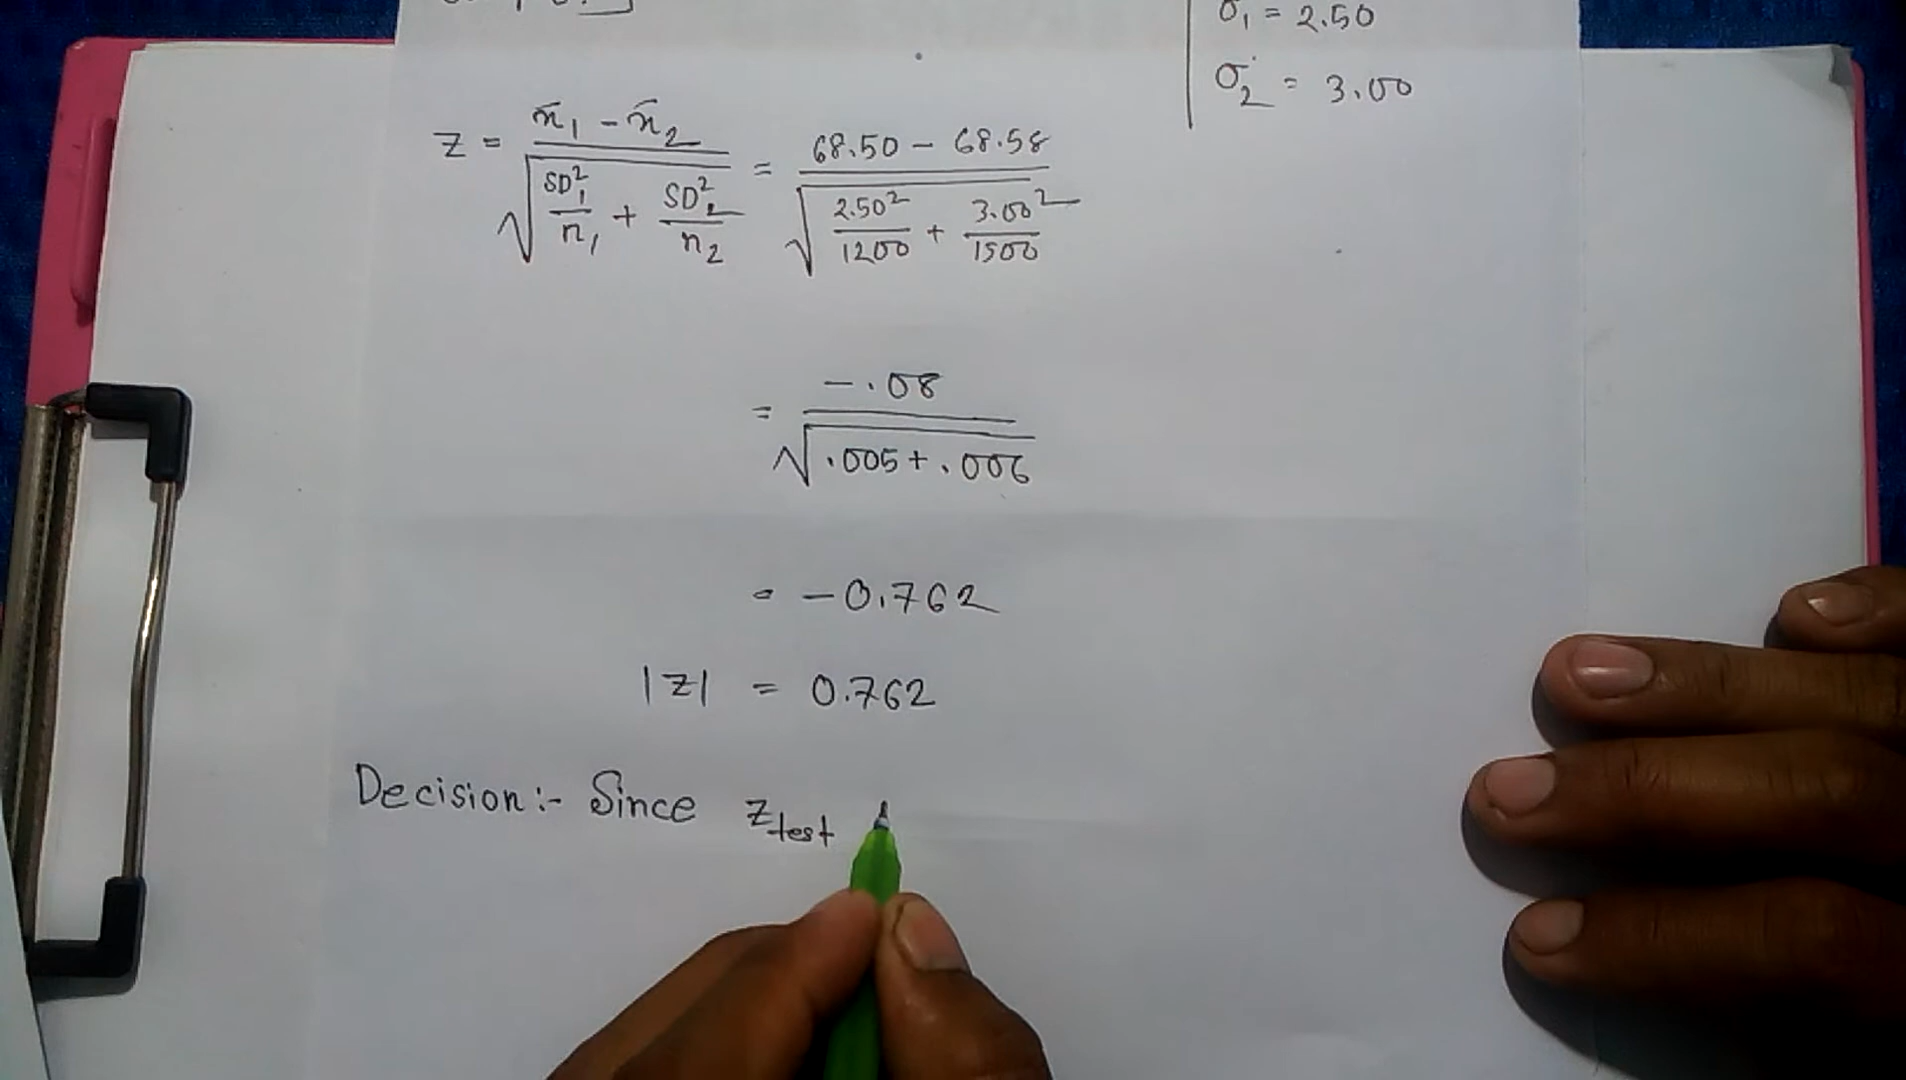 σ₁ = 2.50
σ₂ = 3.00
z = (x̄₁ - x̄₂) / √(SD₁²/n₁ + SD₂²/n₂) = (68.50 - 68.58) / √(2.50²/1200 + 3.00²/1500)
= -.08 / √(.005 + .006)
= -0.762
|z| = 0.762
Decision:- Since z test